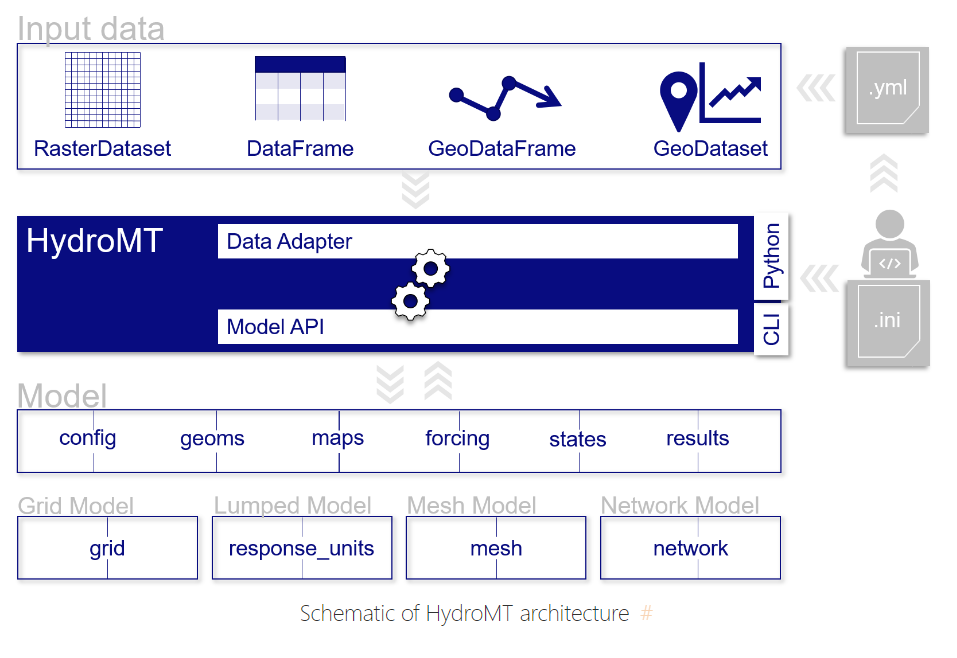 Input data
RasterDataset
DataFrame
GeoDataFrame
GeoDataset
.yml
HydroMT
Data Adapter
Model API
Python
CLI
</>
.ini
Model
config
geoms
maps
forcing
states
results
Grid Model
grid
Lumped Model
response_units
Mesh Model
mesh
Network Model
network
Schematic of HydroMT architecture #